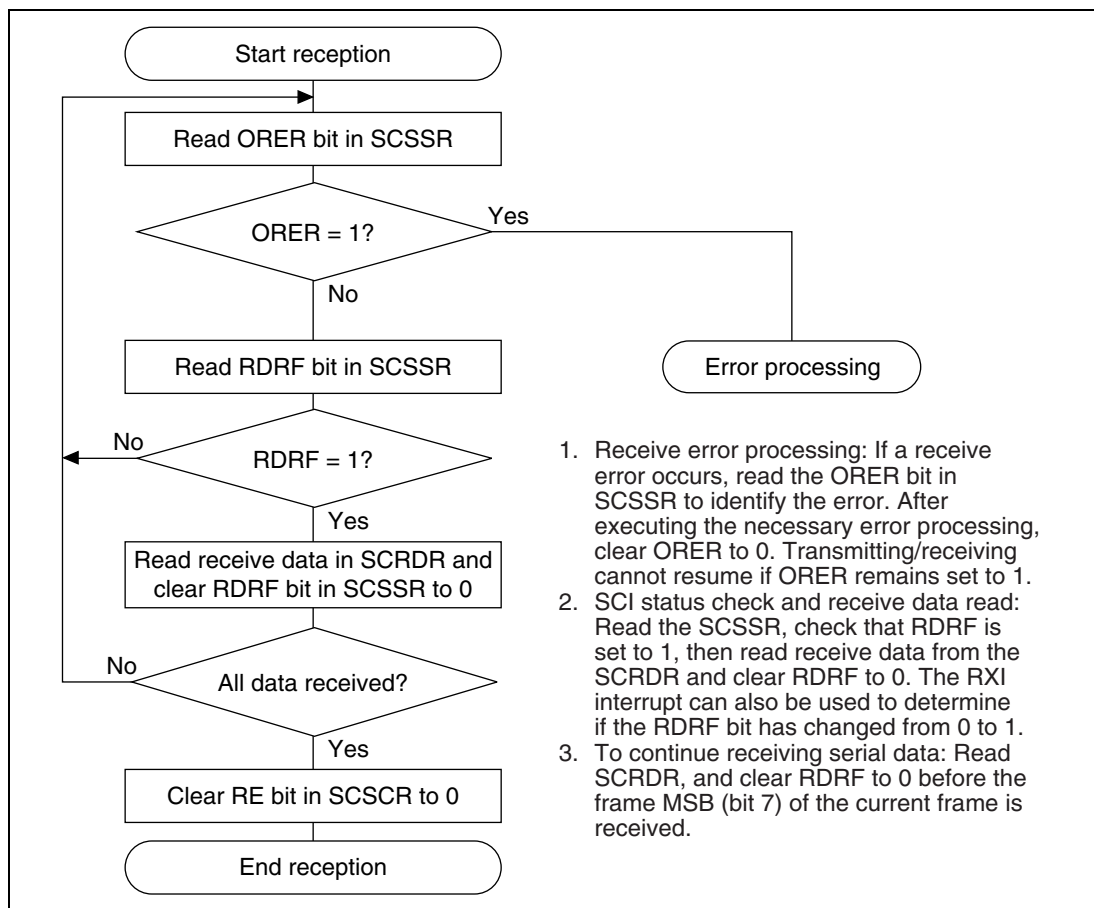 Start reception
Read ORER bit in SCSSR
ORER = 1?
Yes
No
Read RDRF bit in SCSSR
Error processing
No
RDRF = 1?
Yes
Read receive data in SCRDR and
clear RDRF bit in SCSSR to 0
No
All data received?
Yes
Clear RE bit in SCSCR to 0
End reception
1. Receive error processing: If a receive
error occurs, read the ORER bit in
SCSSR to identify the error. After
executing the necessary error processing,
clear ORER to 0. Transmitting/receiving
cannot resume if ORER remains set to 1.
2. SCI status check and receive data read:
Read the SCSSR, check that RDRF is
set to 1, then read receive data from the
SCRDR and clear RDRF to 0. The RXI
interrupt can also be used to determine
if the RDRF bit has changed from 0 to 1.
3. To continue receiving serial data: Read
SCRDR, and clear RDRF to 0 before the
frame MSB (bit 7) of the current frame is
received.